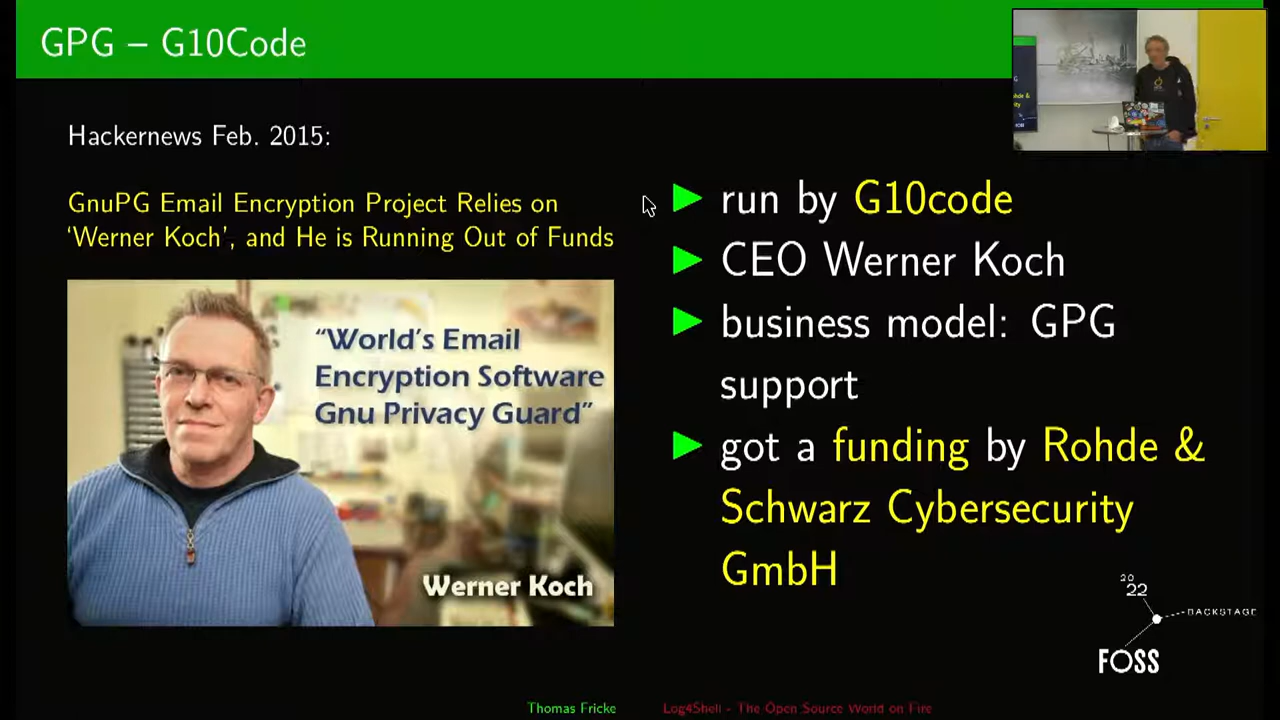 GPG – G10Code
Hackernews Feb. 2015:
GnuPG Email Encryption Project Relies on
‘Werner Koch’, and He is Running Out of Funds
“World’s Email
Encryption Software
Gnu Privacy Guard”
Werner Koch
run by G10code
CEO Werner Koch
business model: GPG
support
got a funding by Rohde &
Schwarz Cybersecurity
GmbH
20
22
BACKSTAGE
FOSS
Thomas Fricke
Log4Shell - The Open Source World on Fire